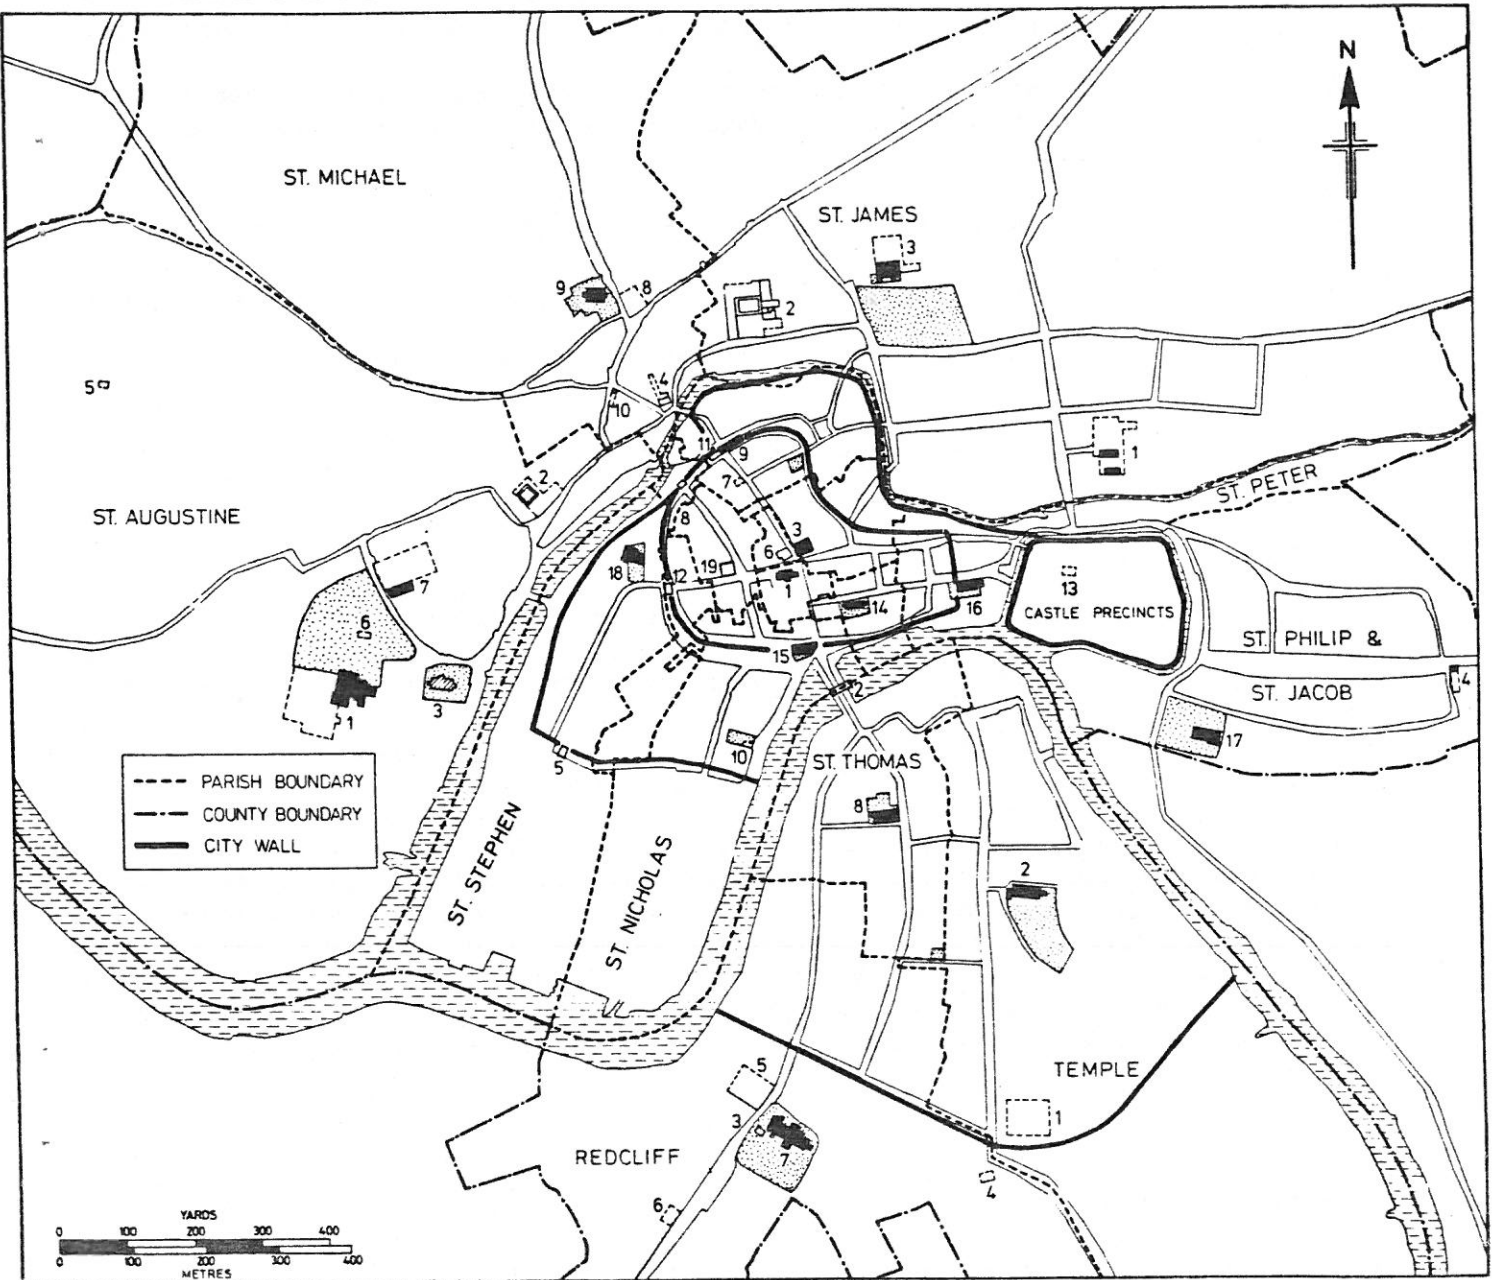 N
ST. MICHAEL
ST. JAMES
3
9
8
2
5
4
10
11
9
1
2
7
ST. PETER
ST. AUGUSTINE
8
3
6
7
18
19
12
1
14
16
13
CASTLE PRECINCTS
6
15
ST. PHILIP &
2
4
ST. JACOB
3
1
10
17
5
ST. THOMAS
PARISH BOUNDARY
COUNTY BOUNDARY
CITY WALL
8
ST. STEPHEN
ST. NICHOLAS
2
5
TEMPLE
1
3
REDCLIFF
7
4
6
YARDS
0 100 200 300 400
0 100 200 300 400
METRES